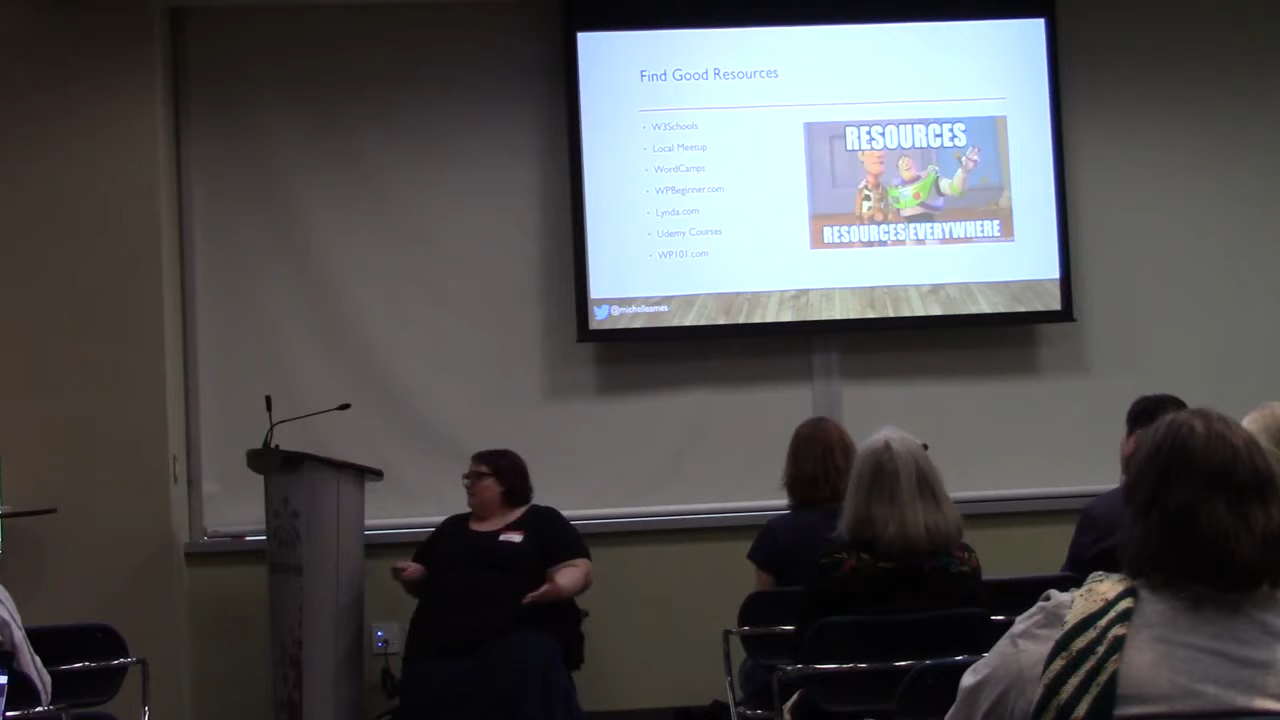 Find Good Resources
• W3Schools
• Local Meetup
• WordCamps
• WPBeginner.com
• Lynda.com
• Udemy Courses
• WP101.com
RESOURCES
RESOURCES EVERYWHERE
@michelleames